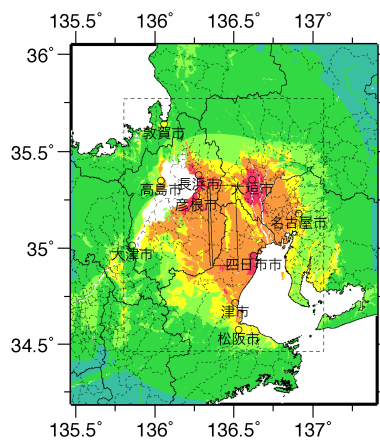 135.5˚ 136˚ 136.5˚ 137˚
36˚
敦賀市
35.5˚
高島市 長浜市 大垣市
彦根市
名古屋市
35˚
大津市
四日市市
津市
34.5˚
松阪市
135.5˚ 136˚ 136.5˚ 137˚